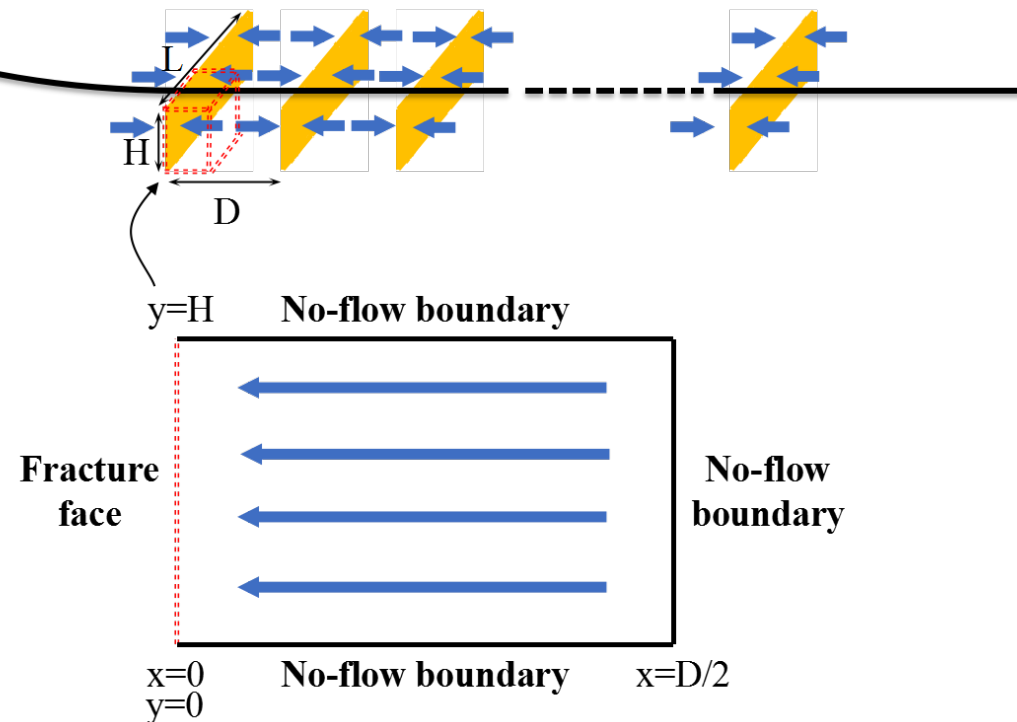 L
H
D
y=H No-flow boundary
Fracture
face
No-flow
boundary
x=0 No-flow boundary x=D/2
y=0